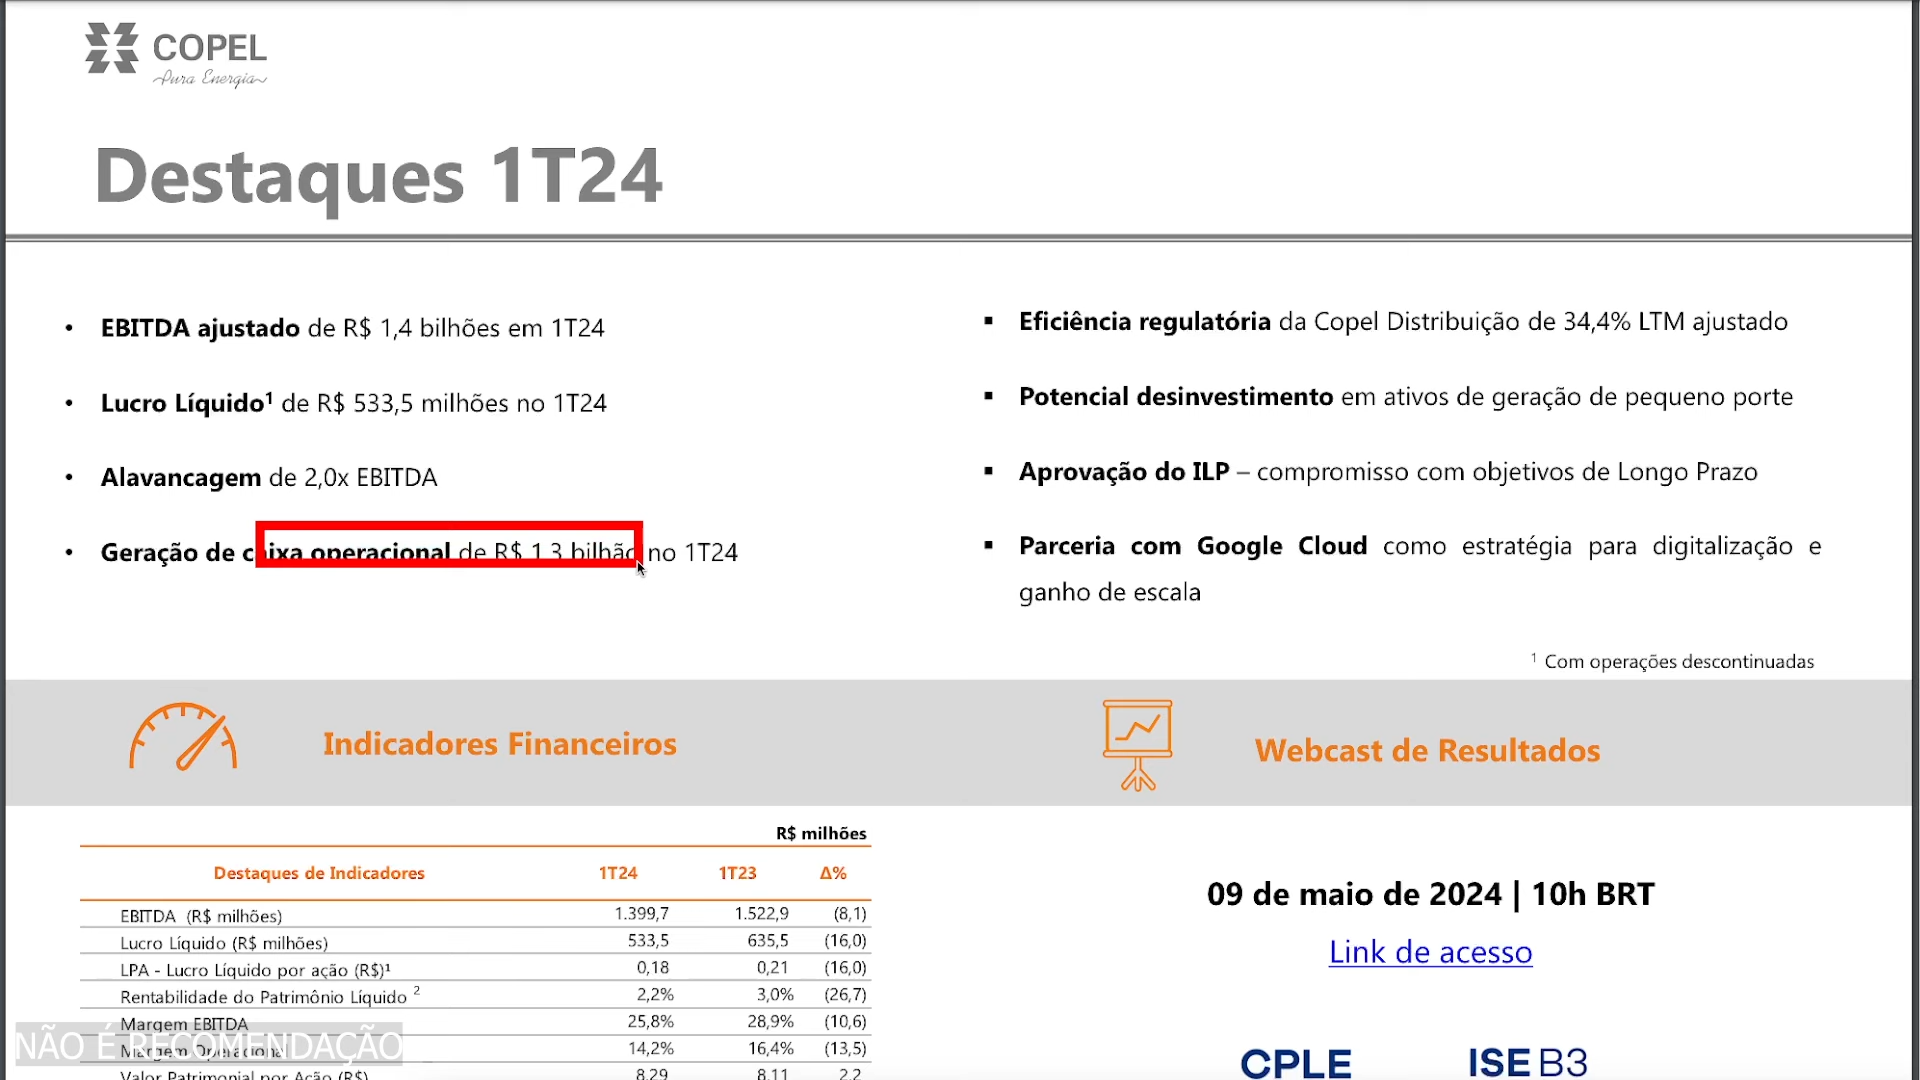 COPEL
Pura Energia
Destaques 1T24
• EBITDA ajustado de R$ 1,4 bilhões em 1T24
• Lucro Líquido¹ de R$ 533,5 milhões no 1T24
• Alavancagem de 2,0x EBITDA
• Geração de caixa operacional de R$ 1,3 bilhão no 1T24
▪ Eficiência regulatória da Copel Distribuição de 34,4% LTM ajustado
▪ Potencial desinvestimento em ativos de geração de pequeno porte
▪ Aprovação do ILP – compromisso com objetivos de Longo Prazo
▪ Parceria com Google Cloud como estratégia para digitalização e
ganho de escala
¹ Com operações descontinuadas
Indicadores Financeiros
Webcast de Resultados
R$ milhões
Destaques de Indicadores 1T24 1T23 Δ%
EBITDA (R$ milhões) 1.399,7 1.522,9 (8,1)
Lucro Líquido (R$ milhões) 533,5 635,5 (16,0)
LPA - Lucro Líquido por ação (R$)¹ 0,18 0,21 (16,0)
Rentabilidade do Patrimônio Líquido ² 2,2% 3,0% (26,7)
Margem EBITDA 25,8% 28,9% (10,6)
Margem Operacional 14,2% 16,4% (13,5)
Valor Patrimonial por Ação (R$) 8,29 8,11 2,2
NÃO É RECOMENDAÇÃO
09 de maio de 2024 | 10h BRT
Link de acesso
CPLE
ISE B3